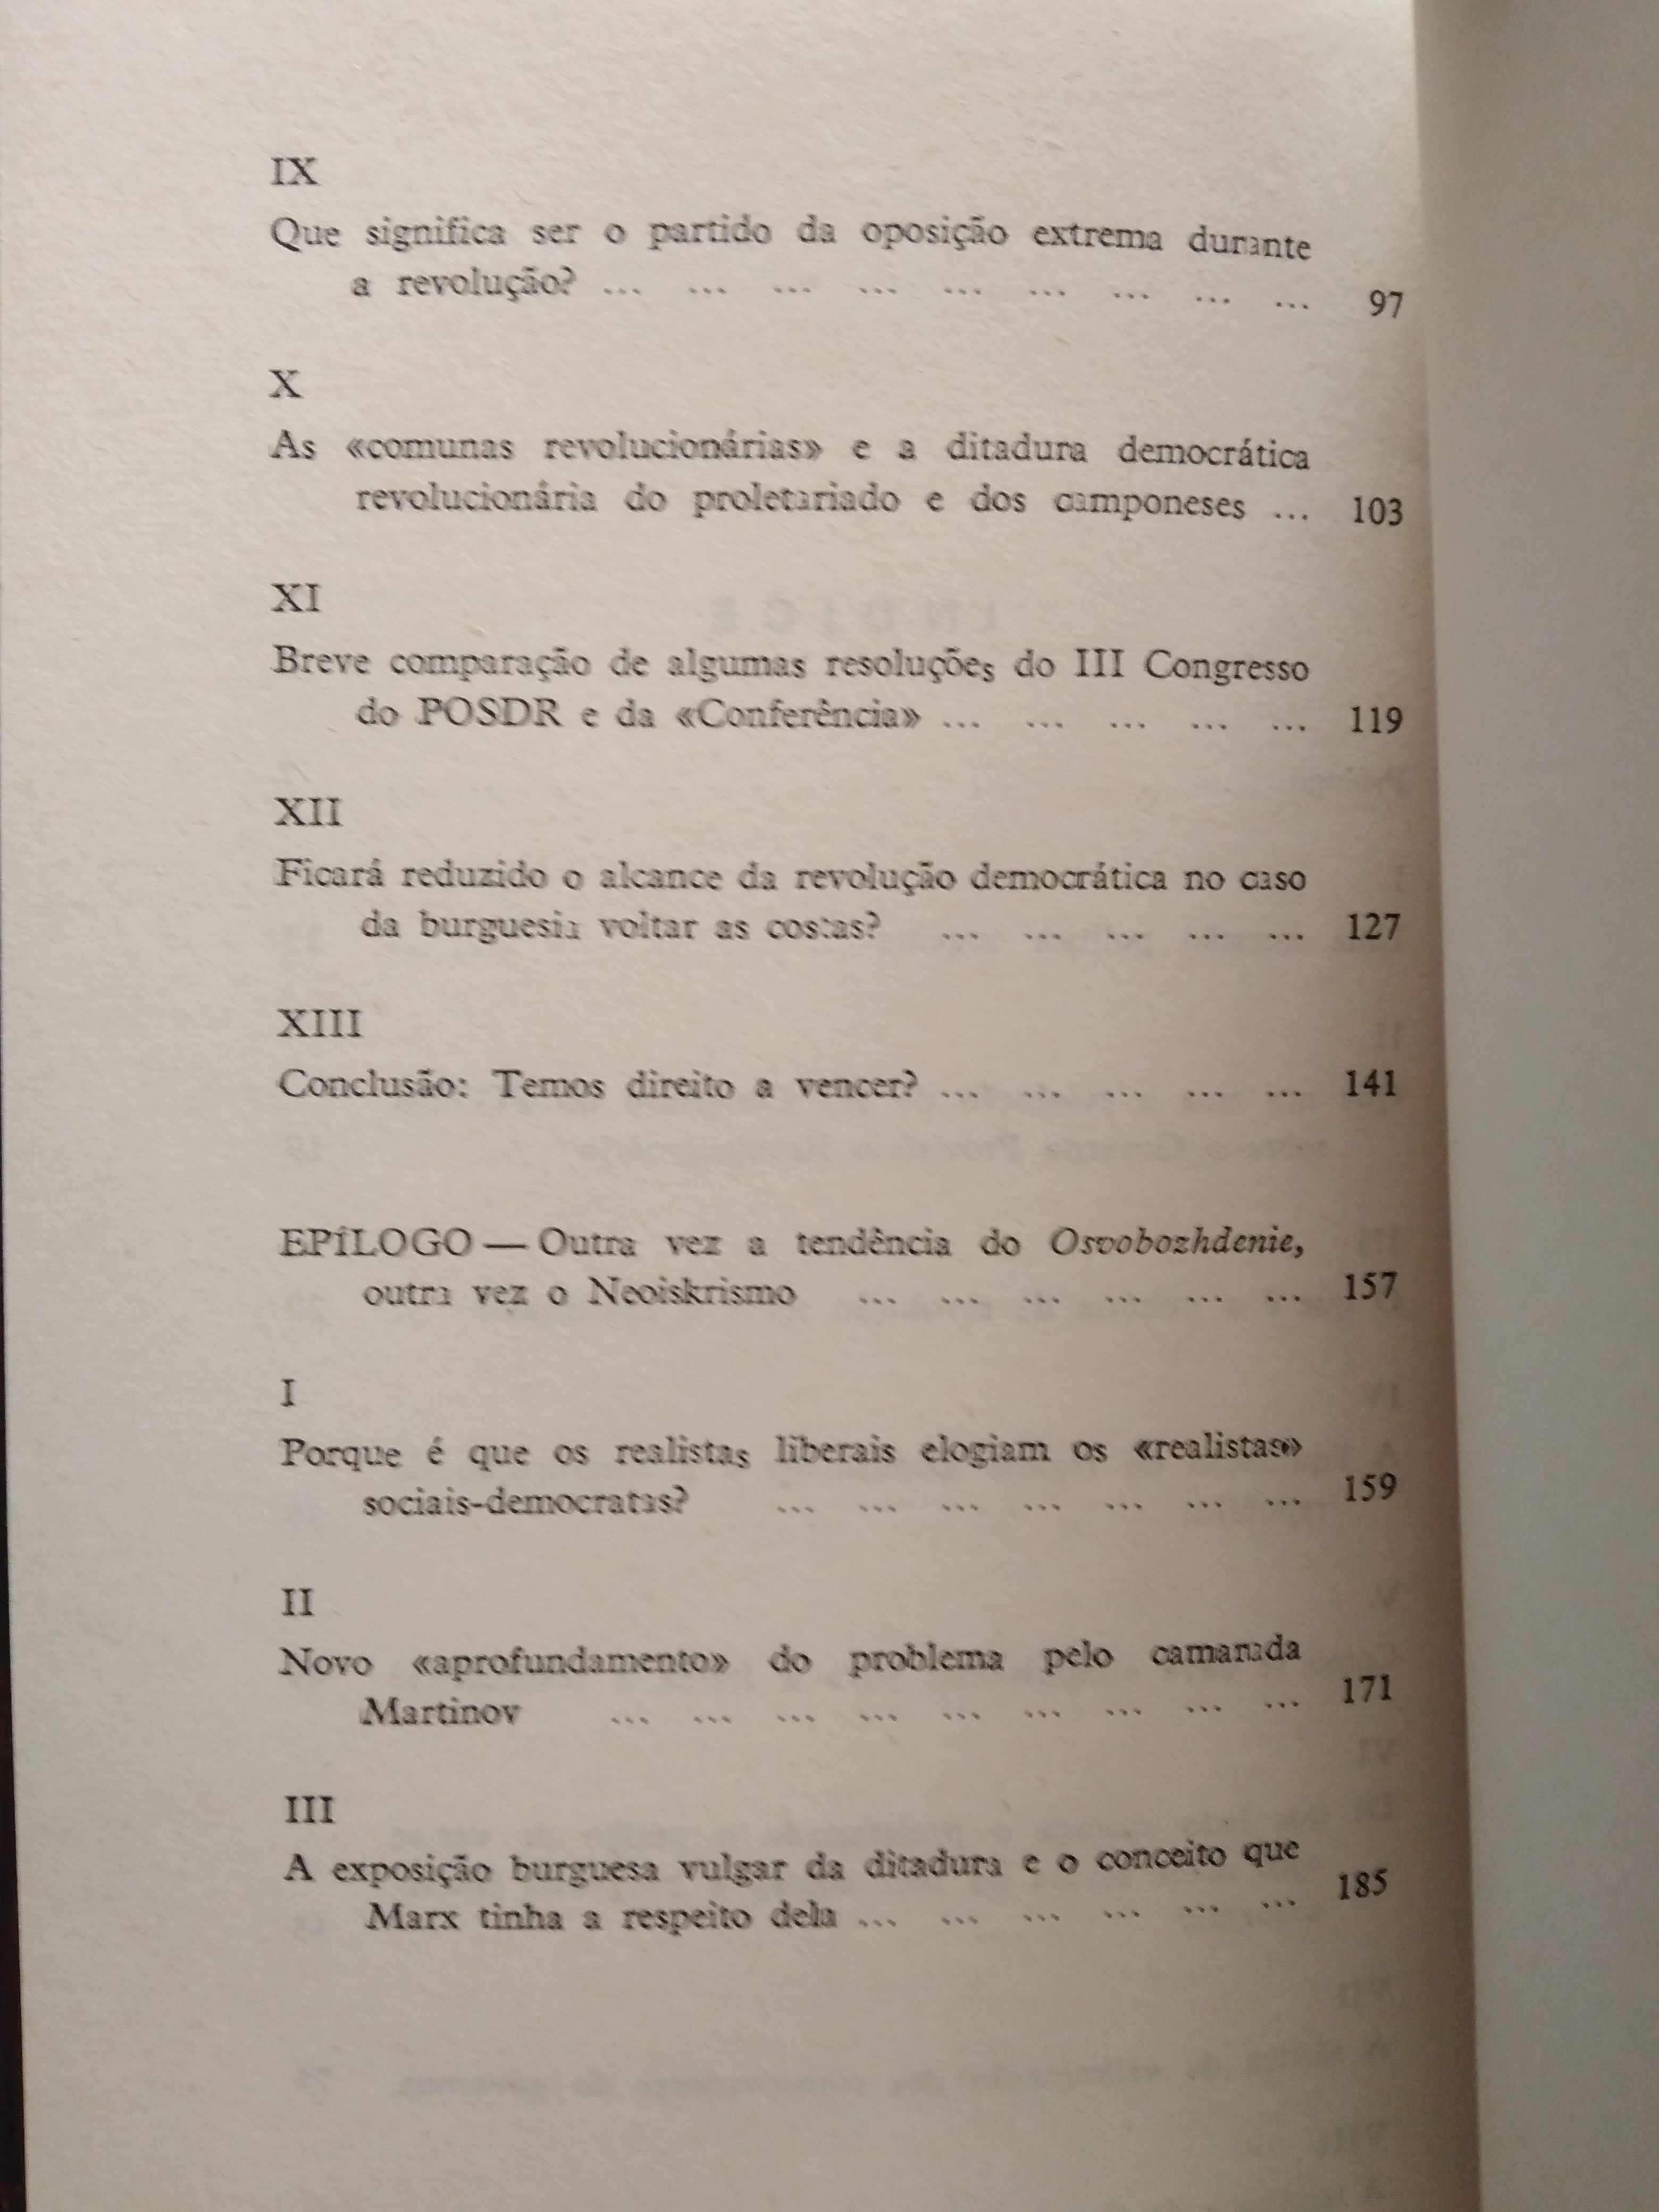 IX
Que significa ser o partido da oposição extrema durante
a revolução? ... ... ... ... ... ... ... ... ... 97
X
As «comunas revolucionárias» e a ditadura democrática
revolucionária do proletariado e dos camponeses ... 103
XI
Breve comparação de algumas resoluções do III Congresso
do POSDR e da «Conferência» ... ... ... ... ... 119
XII
Ficará reduzido o alcance da revolução democrática no caso
da burguesia voltar as costas? ... ... ... ... ... 127
XIII
Conclusão: Temos direito a vencer? ... ... ... ... ... 141
EPÍLOGO — Outra vez a tendência do Osvobozhdenie,
outra vez o Neoiskrismo ... ... ... ... ... ... 157
I
Porque é que os realistas liberais elogiam os «realistas»
sociais-democratas? ... ... ... ... ... ... ... 159
II
Novo «aprofundamento» do problema pelo camarada
Martinov ... ... ... ... ... ... ... ... ... 171
III
A exposição burguesa vulgar da ditadura e o conceito que
Marx tinha a respeito dela ... ... ... ... ... ... 185